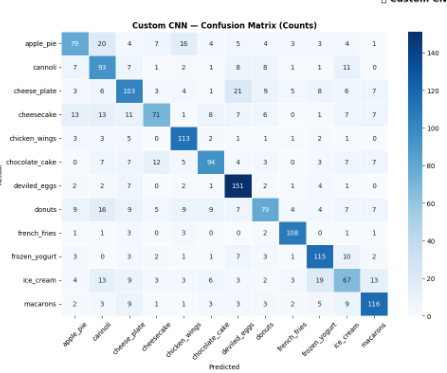 Custom CNN
Custom CNN — Confusion Matrix (Counts)
apple_pie 79 20 4 7 16 4 5 4 3 3 4 1
cannoli 7 93 7 1 2 1 8 8 1 1 11 0
cheese_plate 3 6 103 3 4 1 21 9 5 8 6 7
cheesecake 13 13 11 71 1 8 7 6 0 1 7 7
chicken_wings 3 3 5 0 113 2 1 1 1 2 1 0
chocolate_cake 0 7 7 12 5 94 4 3 0 3 7 7
deviled_eggs 2 2 7 0 2 1 151 2 1 4 1 0
donuts 9 16 9 5 9 9 7 79 4 4 7 7
french_fries 1 1 3 0 3 0 0 2 108 1 1 1
frozen_yogurt 3 0 3 2 1 1 7 3 1 115 10 2
ice_cream 4 13 9 3 3 6 3 2 3 19 67 13
macarons 2 3 9 1 1 3 3 3 2 5 9 116
140
120
100
80
60
40
20
0
apple_pie cannoli cheese_plate cheesecake chicken_wings chocolate_cake deviled_eggs donuts french_fries frozen_yogurt ice_cream macarons
Predicted